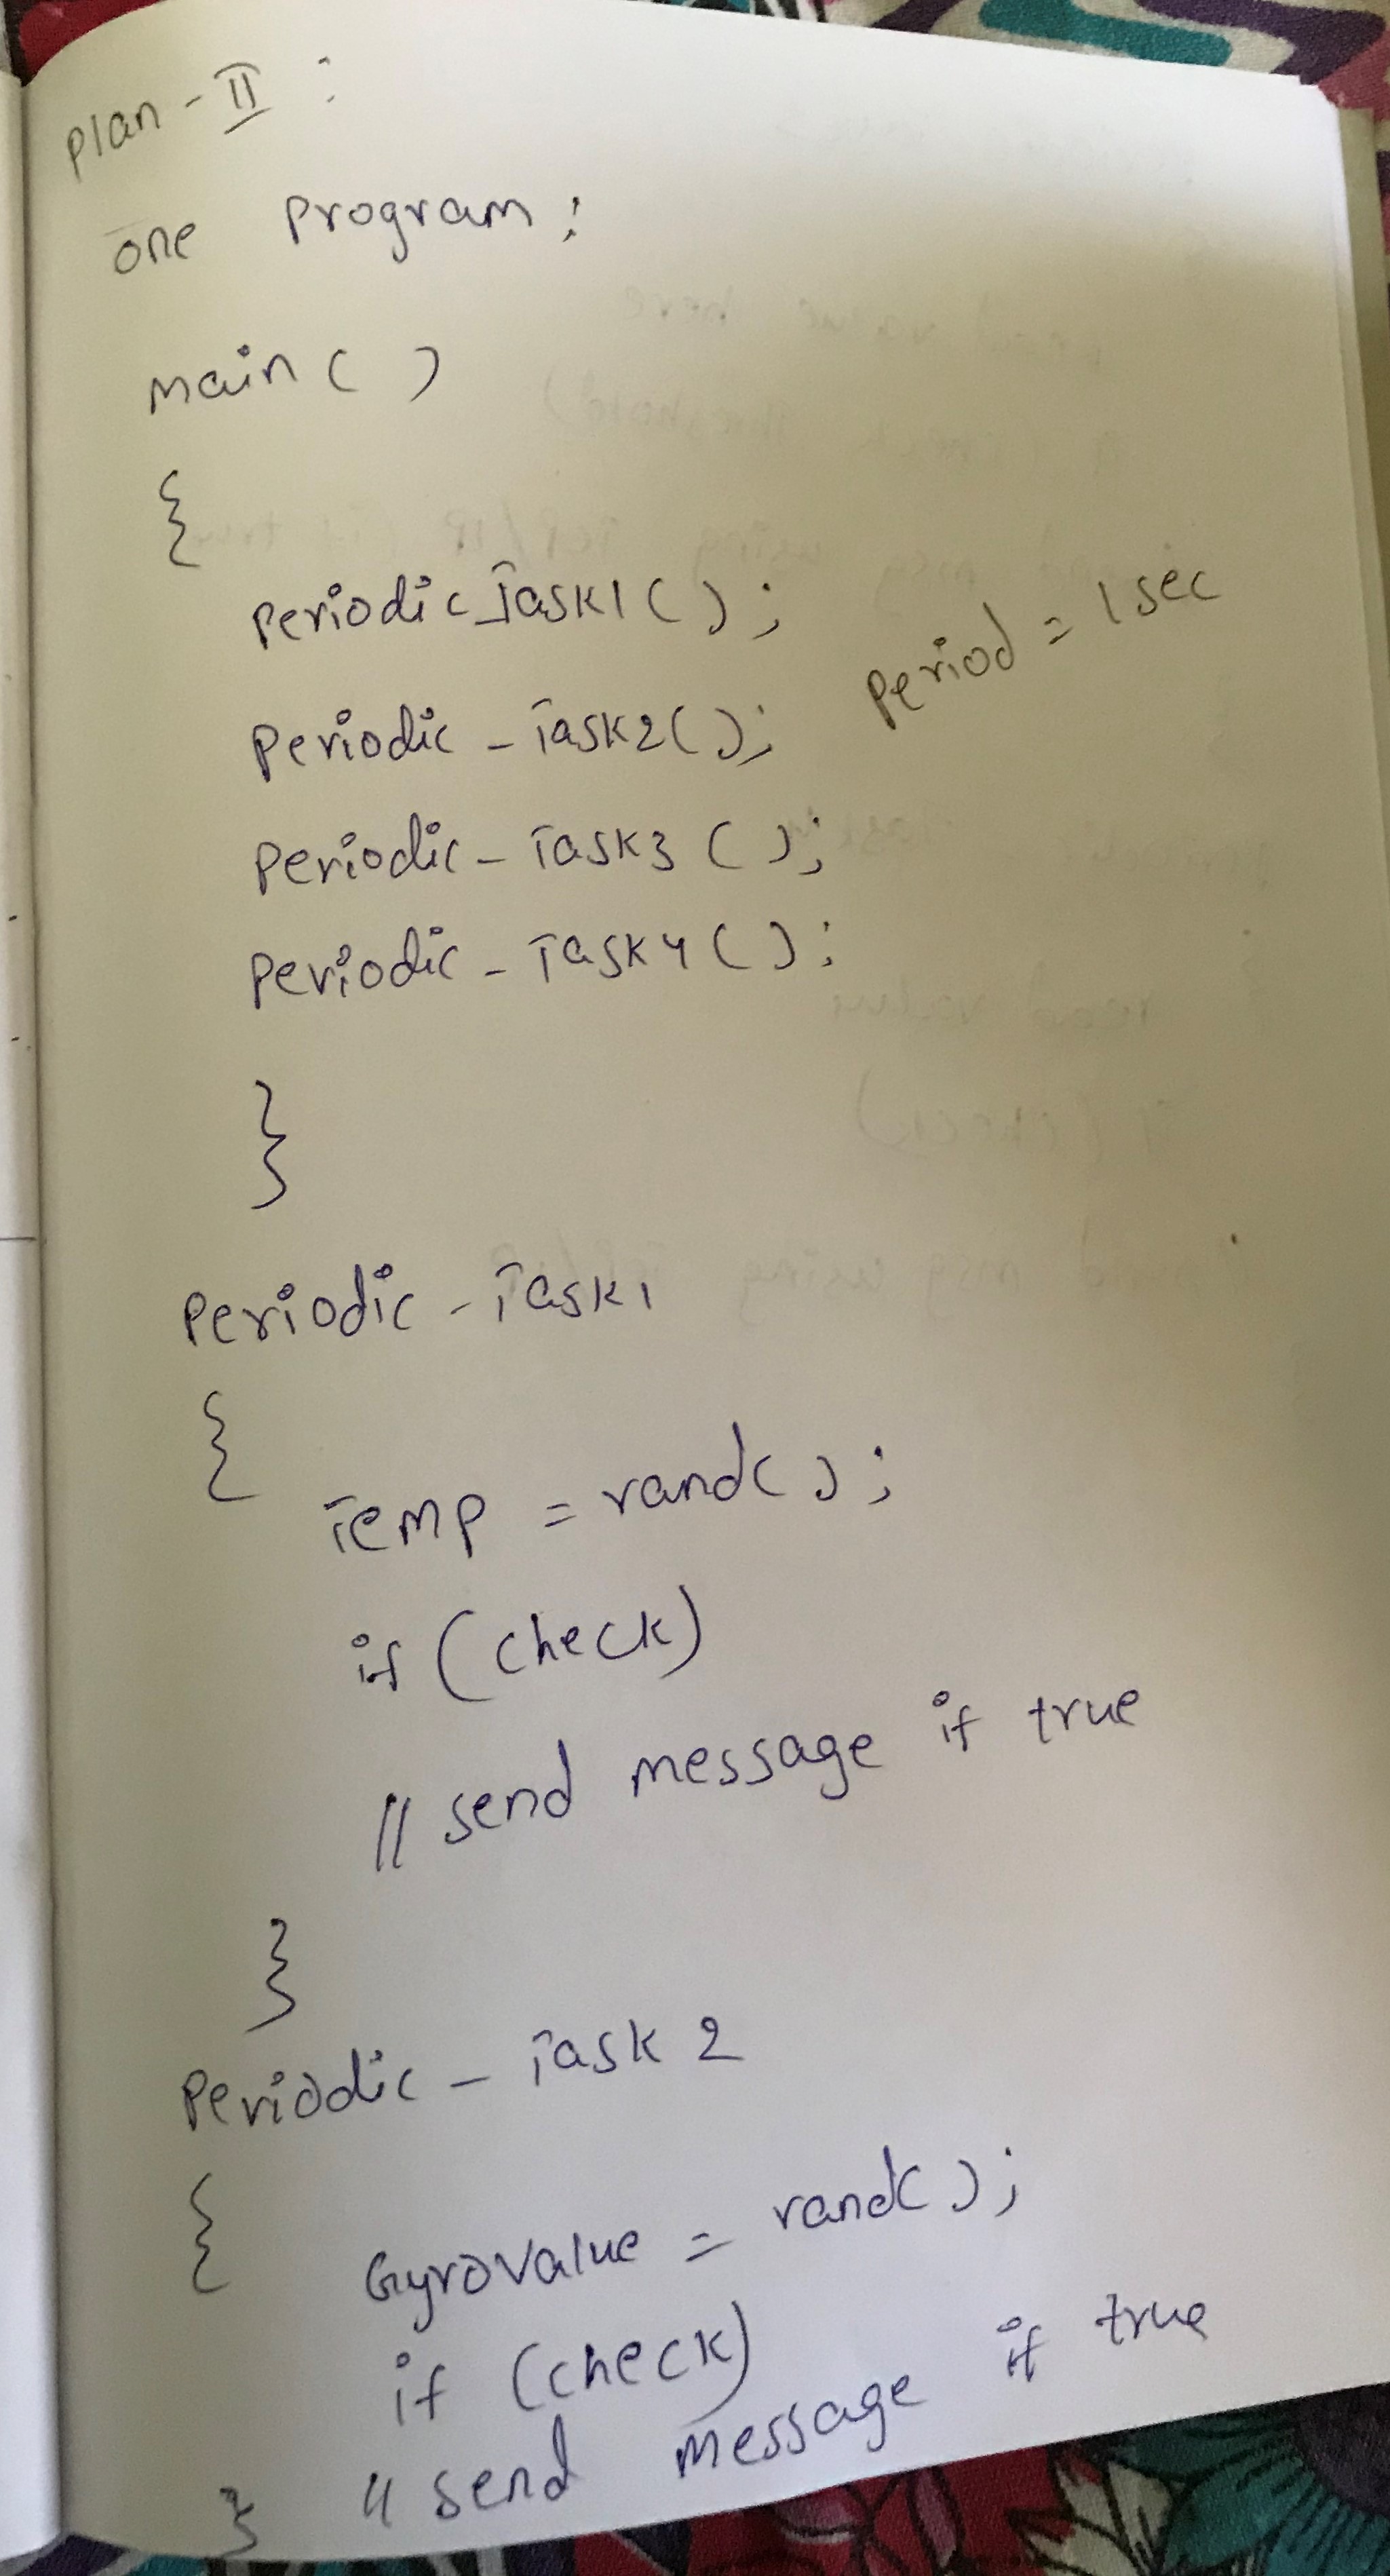 Plan - II :
one program :
main ( )
{
Periodic_Task1 ( ) ;
Period = 1 sec
Periodic - Task2 ( ) ;
Periodic - Task3 ( ) ;
Periodic - Task4 ( ) ;
}
Periodic - Task1
{
Temp = rand( ) ;
if (check)
// send message if true
}
Periodic - Task 2
{
GyroValue = rand( ) ;
if (check)
// send message if true
}